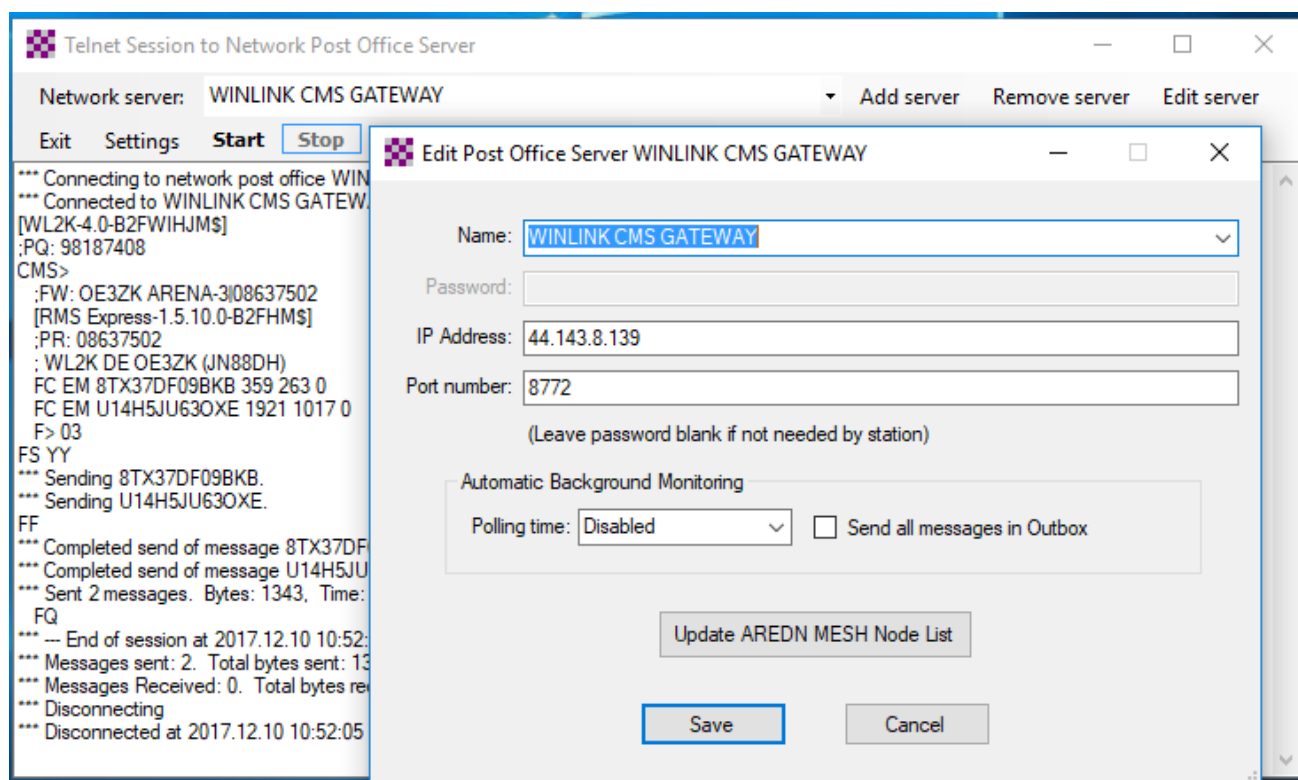 Telnet Session to Network Post Office Server
Network server: WINLINK CMS GATEWAY Add server Remove server Edit server
Exit Settings Start Stop
*** Connecting to network post office WIN
*** Connected to WINLINK CMS GATEWA
[WL2K-4.0-B2FWIHJM$]
;PQ: 98187408
CMS>
;FW: OE3ZK ARENA-3|08637502
[RMS Express-1.5.10.0-B2FHM$]
;PR: 08637502
; WL2K DE OE3ZK (JN88DH)
FC EM 8TX37DF09BKB 359 263 0
FC EM U14H5JU63OXE 1921 1017 0
F> 03
FS YY
*** Sending 8TX37DF09BKB.
*** Sending U14H5JU63OXE.
FF
*** Completed send of message 8TX37DF
*** Completed send of message U14H5JU
*** Sent 2 messages. Bytes: 1343, Time:
FQ
*** --- End of session at 2017.12.10 10:52:
*** Messages sent: 2. Total bytes sent: 13
*** Messages Received: 0. Total bytes re
*** Disconnecting
*** Disconnected at 2017.12.10 10:52:05
Edit Post Office Server WINLINK CMS GATEWAY
Name: WINLINK CMS GATEWAY
Password:
IP Address: 44.143.8.139
Port number: 8772
(Leave password blank if not needed by station)
Automatic Background Monitoring
Polling time: Disabled Send all messages in Outbox
Update AREDN MESH Node List
Save Cancel